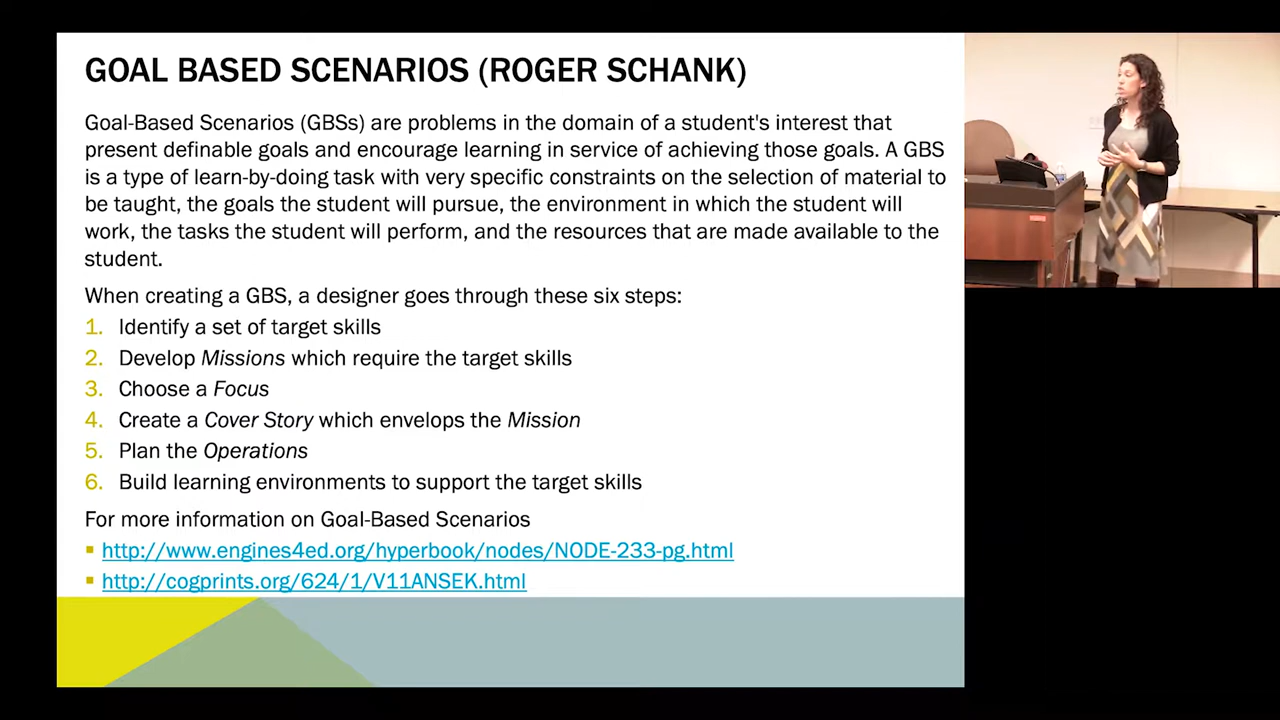 GOAL BASED SCENARIOS (ROGER SCHANK)
Goal-Based Scenarios (GBSs) are problems in the domain of a student's interest that
present definable goals and encourage learning in service of achieving those goals. A GBS
is a type of learn-by-doing task with very specific constraints on the selection of material to
be taught, the goals the student will pursue, the environment in which the student will
work, the tasks the student will perform, and the resources that are made available to the
student.
When creating a GBS, a designer goes through these six steps:
1. Identify a set of target skills
2. Develop Missions which require the target skills
3. Choose a Focus
4. Create a Cover Story which envelops the Mission
5. Plan the Operations
6. Build learning environments to support the target skills
For more information on Goal-Based Scenarios
▪ http://www.engines4ed.org/hyperbook/nodes/NODE-233-pg.html
▪ http://cogprints.org/624/1/V11ANSEK.html